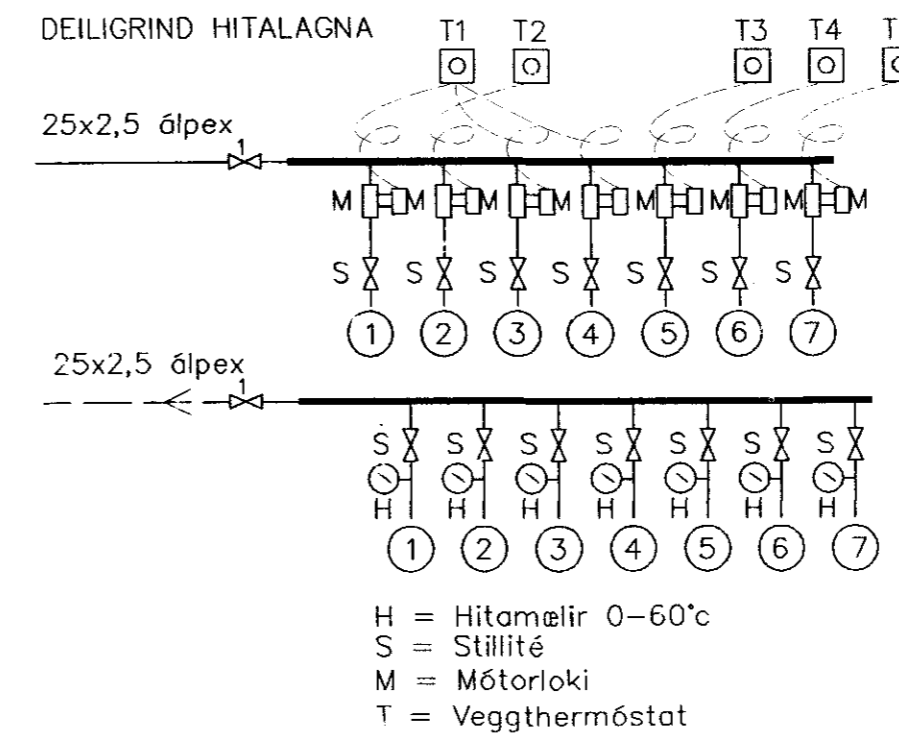 DEILIGRIND HITALAGNA T1 T2 T3 T4 T
25x2,5 álpex
1
M M M M M M M
S S S S S S S
1 2 3 4 5 6 7
25x2,5 álpex
1
S S S S S S S
H H H H H H H
1 2 3 4 5 6 7
H = Hitamælir 0–60°c
S = Stillité
M = Mótorloki
T = Veggthermóstat